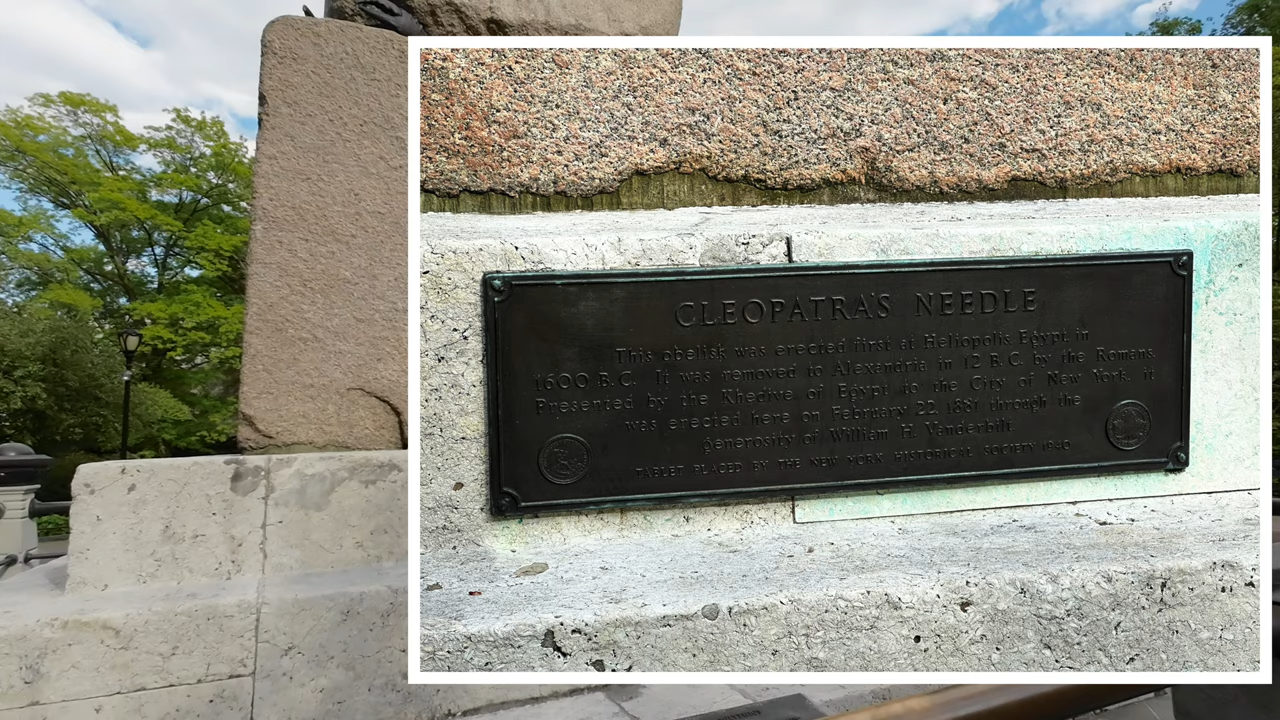 CLEOPATRA'S NEEDLE
This obelisk was erected first at Heliopolis, Egypt in
1600 B.C. It was removed to Alexandria in 12 B.C. by the Romans.
Presented by the Khedive of Egypt to the City of New York, it
was erected here on February 22, 1881 through the
generosity of William H. Vanderbilt.
TABLET PLACED BY THE NEW YORK HISTORICAL SOCIETY 1940